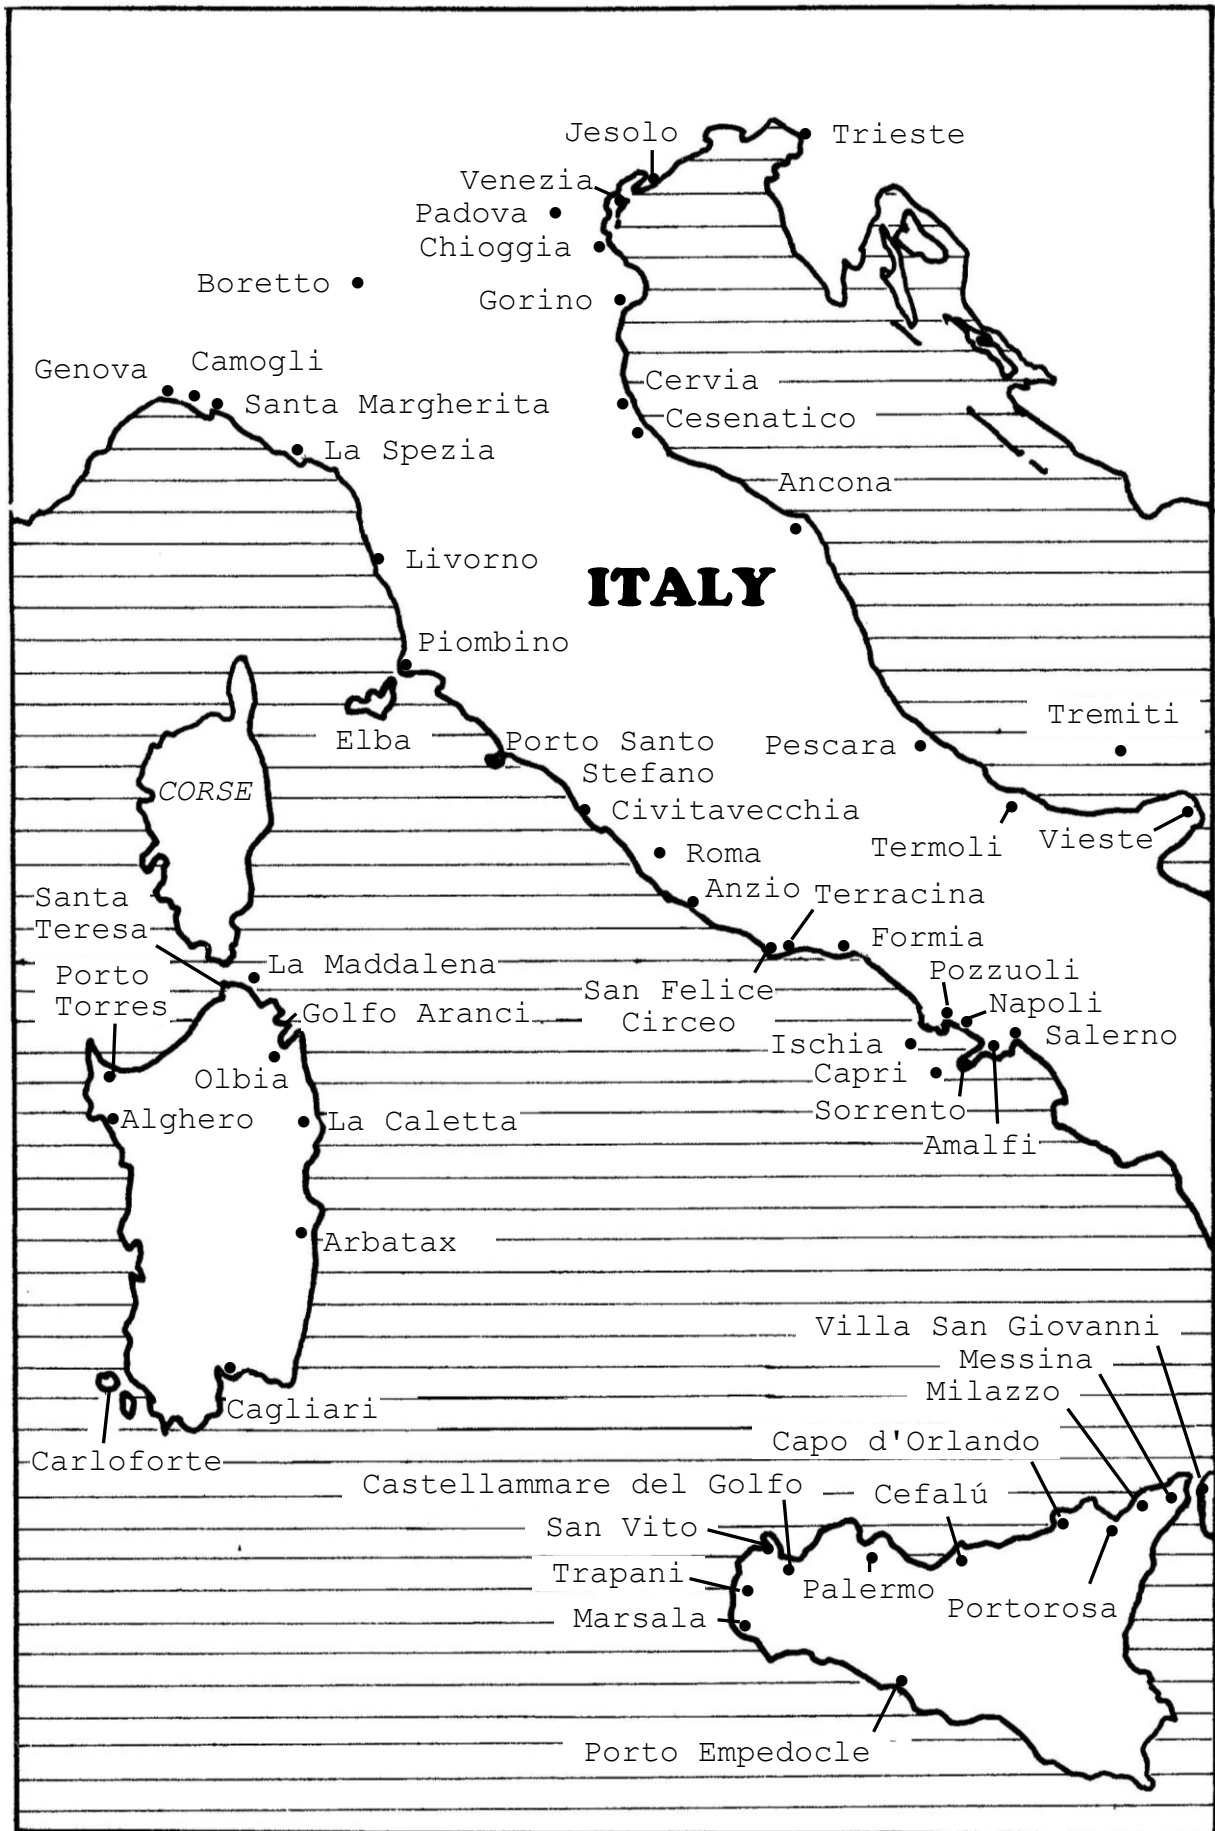 Jesolo
Trieste
Venezia
Padova
Chioggia
Boretto
Gorino
Genova
Camogli
Santa Margherita
Cervia
Cesenatico
La Spezia
Ancona
Livorno
ITALY
Piombino
Elba
Porto Santo
Stefano
Pescara
Tremiti
CORSE
Civitavecchia
Termoli
Vieste
Roma
Anzio
Terracina
Santa
Teresa
Formia
La Maddalena
Porto
Torres
Pozzuoli
San Felice
Circeo
Napoli
Golfo Aranci
Salerno
Ischia
Olbia
Capri
Sorrento
Alghero
La Caletta
Amalfi
Arbatax
Villa San Giovanni
Messina
Milazzo
Cagliari
Capo d'Orlando
Carloforte
Castellammare del Golfo
Cefalú
San Vito
Trapani
Palermo
Portorosa
Marsala
Porto Empedocle